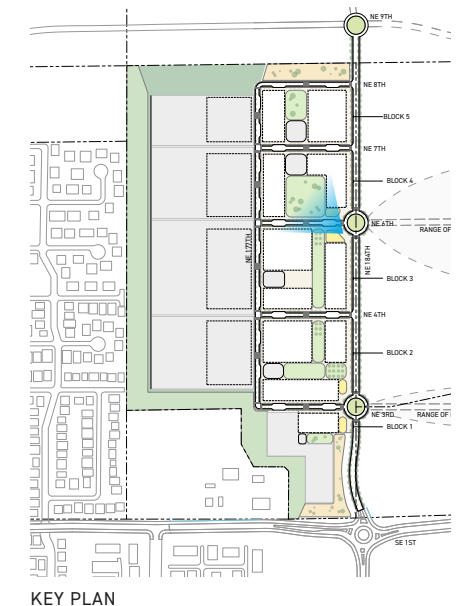 NE 9TH
NE 8TH
BLOCK 5
NE 7TH
BLOCK 4
NE 6TH
RANGE OF
NE 177TH
NE 184TH
BLOCK 3
NE 4TH
BLOCK 2
NE 3RD
RANGE OF
BLOCK 1
SE 1ST
KEY PLAN